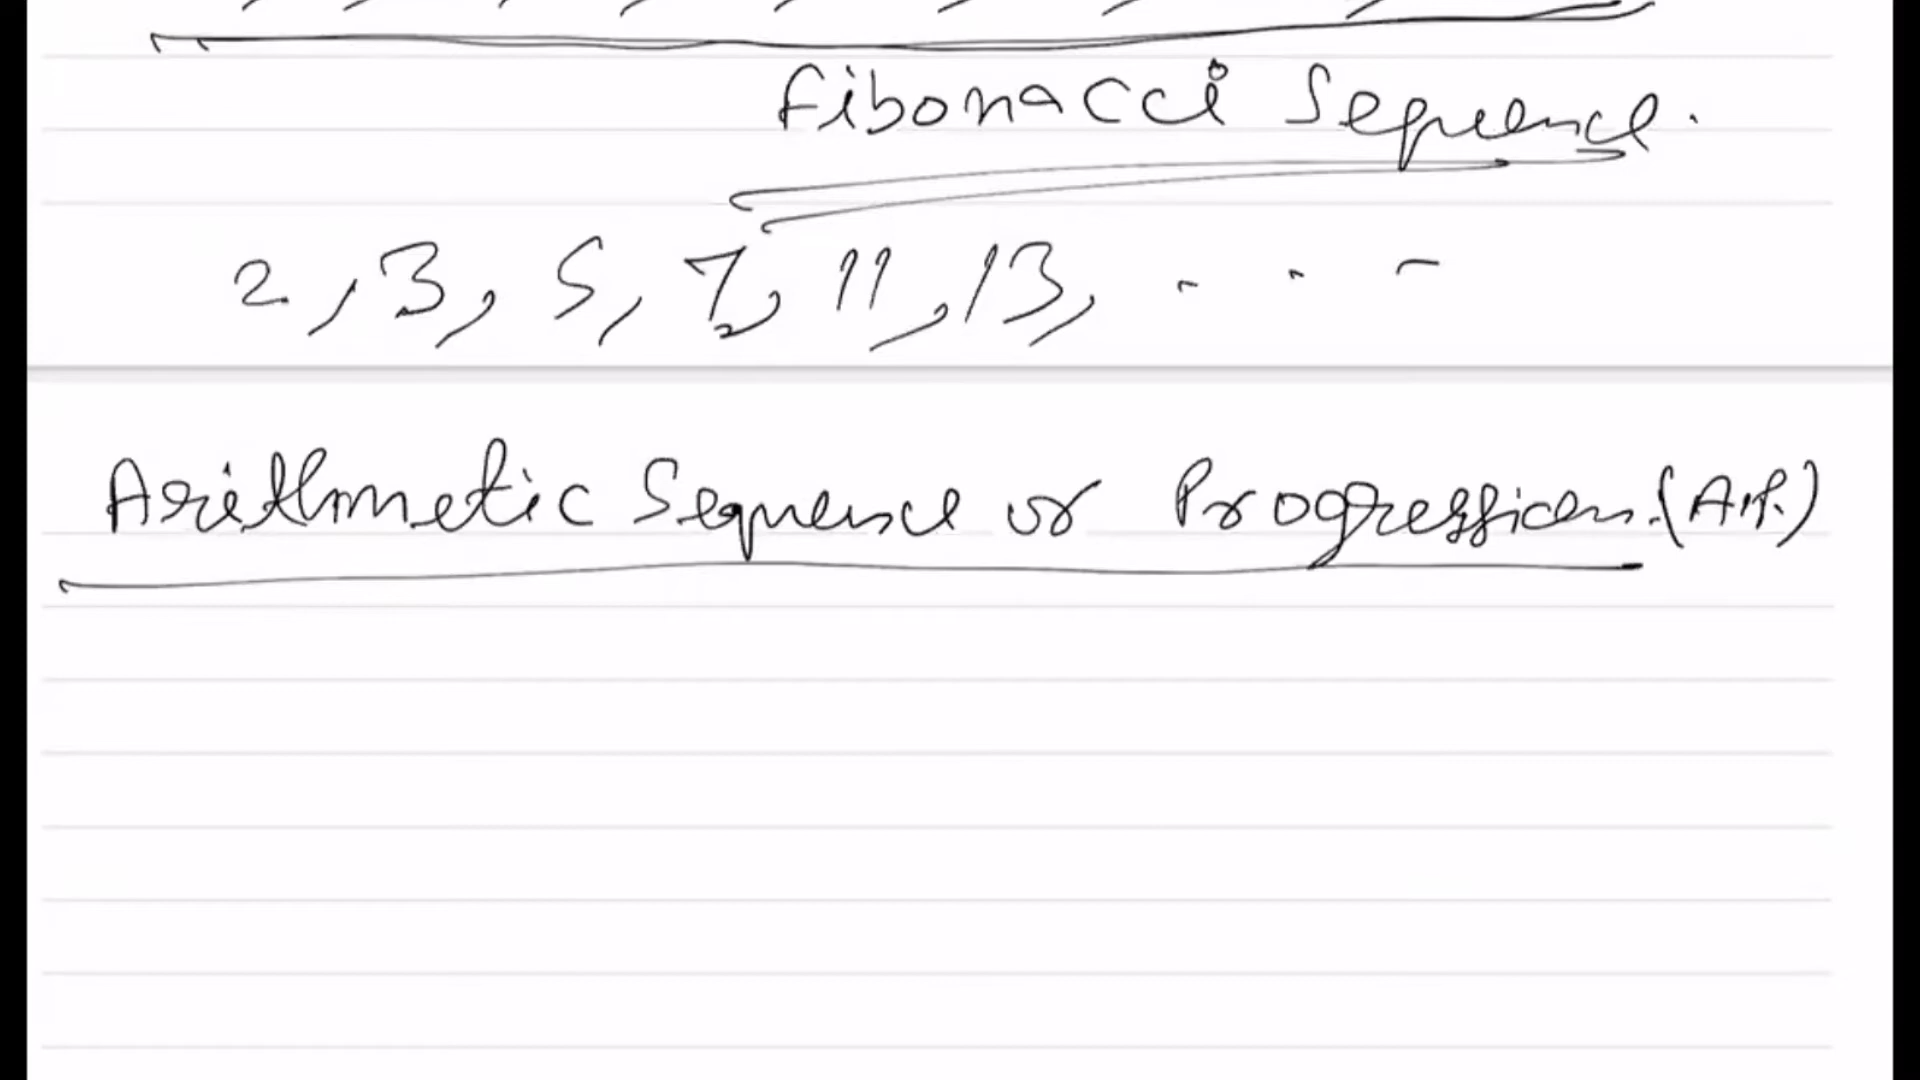 Fibonacci Sequence.
2, 3, 5, 7, 11, 13, . . .
Arithmetic Sequence or Progression. (A.P.)